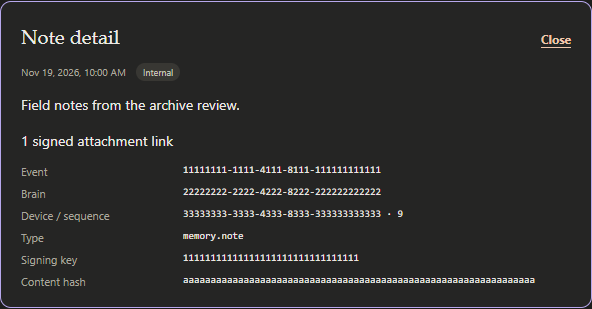 Note detail
Close
Nov 19, 2026, 10:00 AM Internal
Field notes from the archive review.
1 signed attachment link
Event 11111111-1111-4111-8111-111111111111
Brain 22222222-2222-4222-8222-222222222222
Device / sequence 33333333-3333-4333-8333-333333333333 · 9
Type memory.note
Signing key 11111111111111111111111111111111
Content hash aaaaaaaaaaaaaaaaaaaaaaaaaaaaaaaaaaaaaaaaaaaaaaaaaaaaaaaaaaaaaaaa